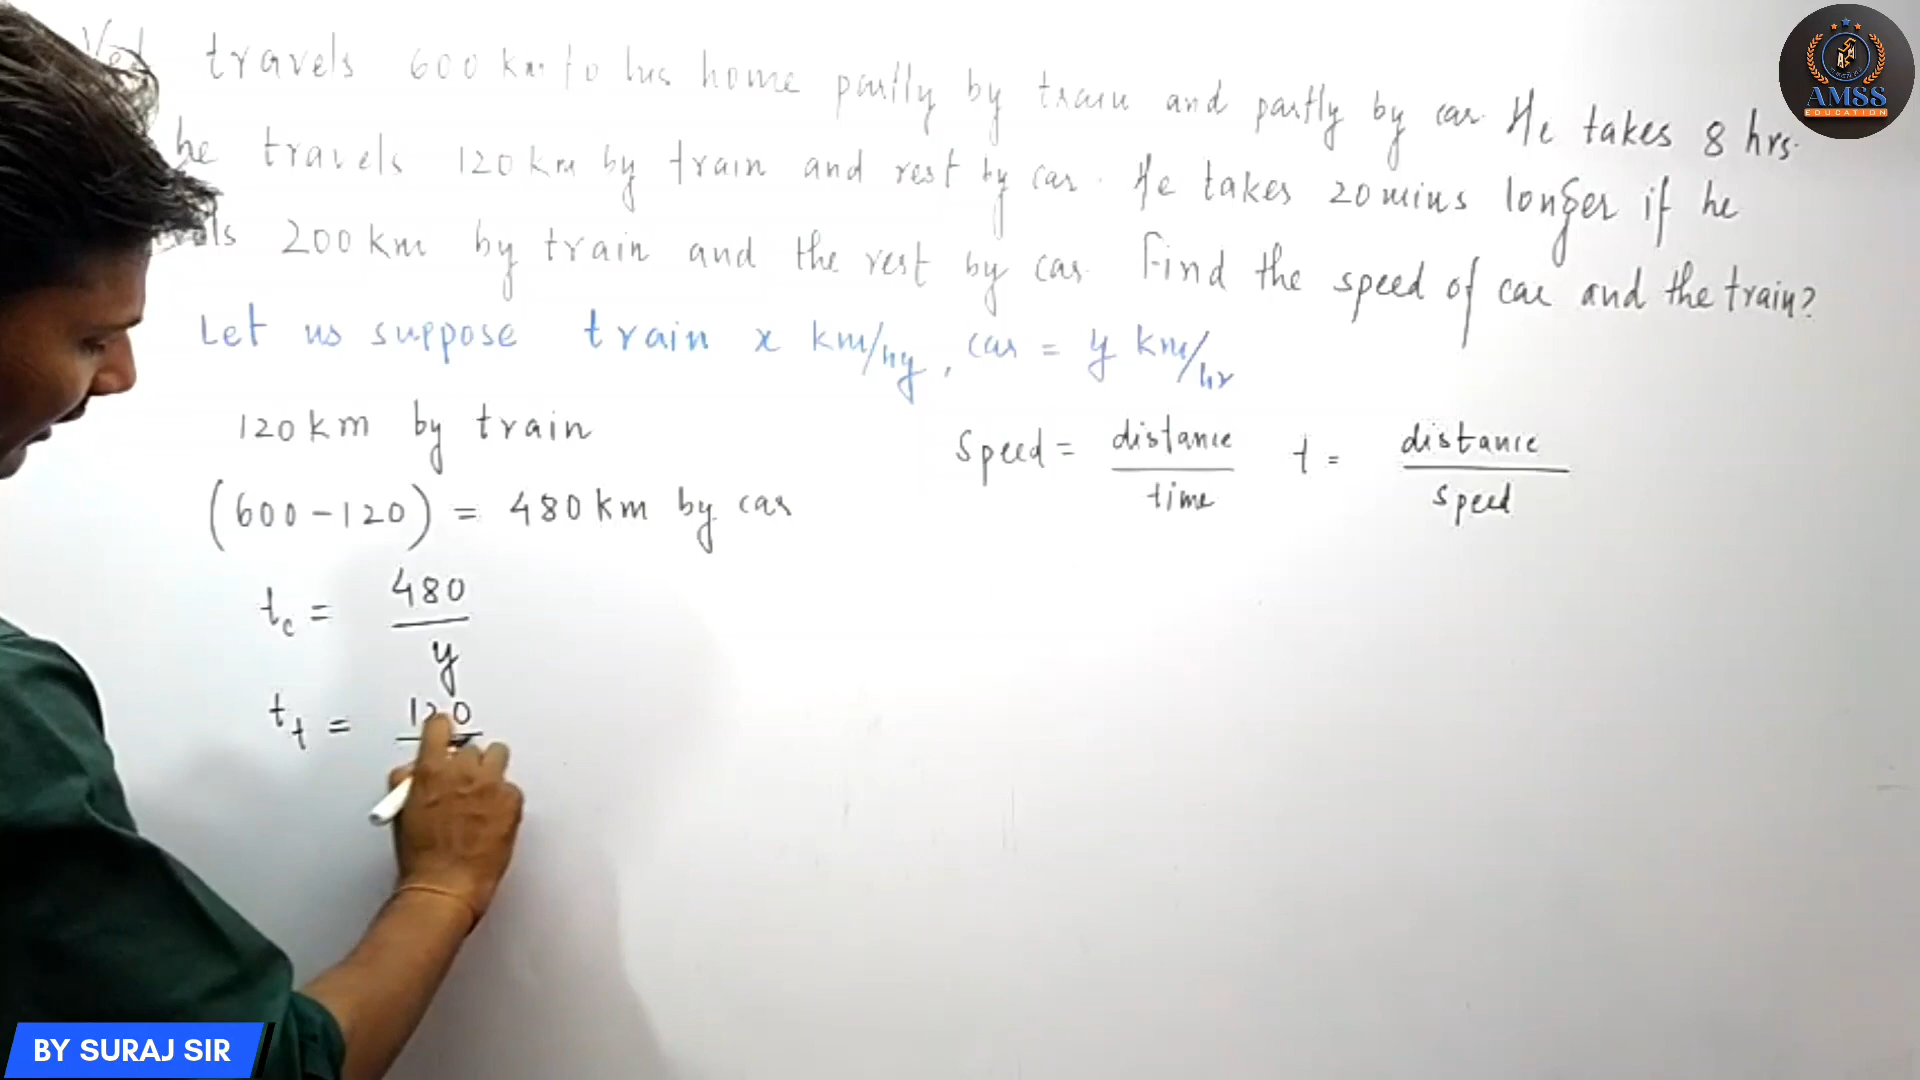 Ved travels 600 km to his home partly by train and partly by car. He takes 8 hrs.
he travels 120 km by train and rest by car. He takes 20 mins longer if he
200 km by train and the rest by car. Find the speed of car and the train?
Let us suppose train x km/hr, car = y km/hr
120 km by train
(600 - 120) = 480 km by car
Speed = distance/time t = distance/speed
t_c = 480/y
t_t = 120
AMSS
EDUCATION
BY SURAJ SIR